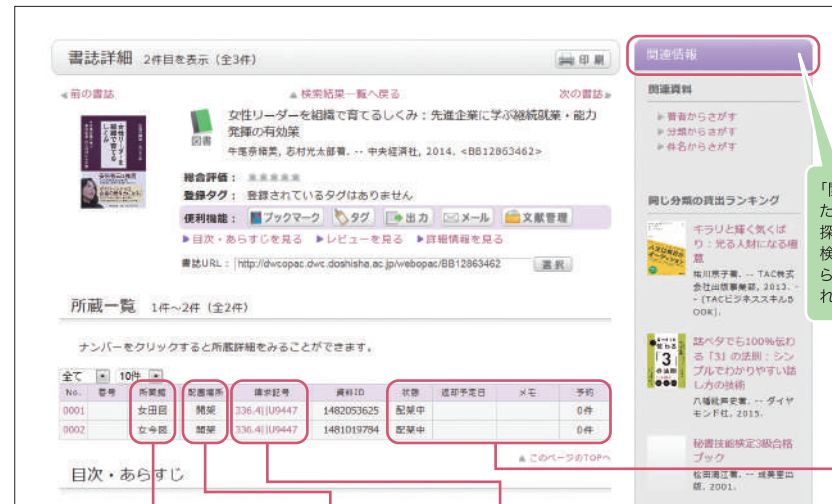 書誌詳細 2件目を表示（全3件）
印刷
前の書誌
検索結果一覧へ戻る
次の書誌
図書
女性リーダーを組織で育てるしくみ：先進企業に学ぶ継続就業・能力
発揮の有効策
牛尾奈緒美, 志村光太郎著. -- 中央経済社, 2014. <BB12863462>
総合評価：
登録タグ： 登録されているタグはありません
便利機能： ブックマーク タグ 出力 メール 文献管理
目次・あらすじを見る レビューを見る 詳細情報を見る
書誌URL： http://dwcopac.dwc.doshisha.ac.jp/webopac/BB12863462 選択
所蔵一覧 1件～2件（全2件）
ナンバーをクリックすると所蔵詳細をみることができます。
全て 10件
No. 巻号 所蔵館 配置場所 請求記号 資料ID 状態 返却予定日 メモ 予約
0001 女田図 開架 336.4||U9447 1482053625 配架中 0件
0002 女今図 開架 336.4||U9447 1481019784 配架中 0件
このページのTOPへ
目次・あらすじ
関連情報
関連資料
著者からさがす
分類からさがす
件名からさがす
同じ分類の貸出ランキング
キラリと輝く気くば
り：光る人財になる極
意
-- TAC株式
会社出版事業部, 2013. -
- (TACビジネススキルB
OOK).
話ベタでも100%伝わ
る「3」の法則：シン
プルでわかりやすい話
し方の技術
八幡紕芦史著. -- ダイヤ
モンド社, 2015.
秘書技能検定3級合格
ブック
松田満江著. -- 成美堂出
版, 2001.
た
探
検
ら
れ